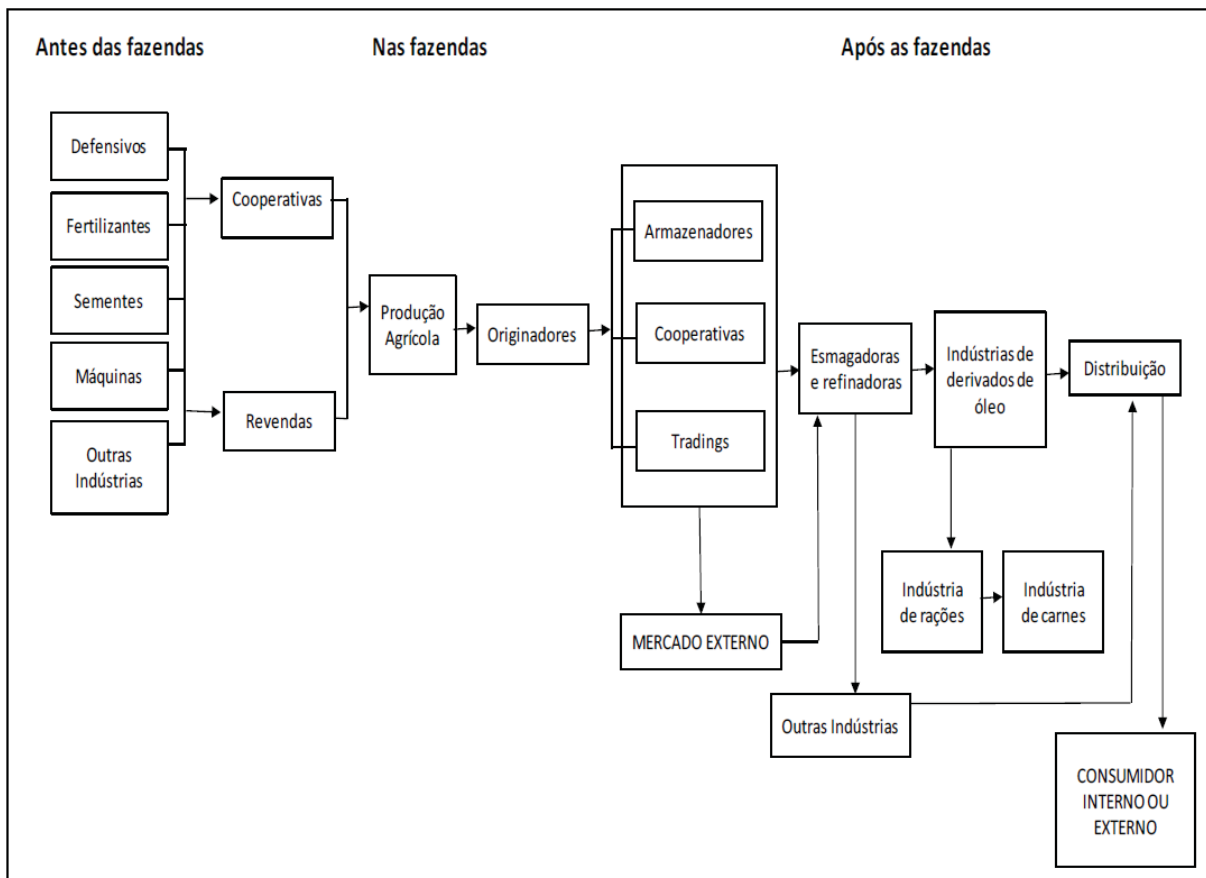 Antes das fazendas
Nas fazendas
Após as fazendas
Defensivos
Fertilizantes
Sementes
Máquinas
Outras
Indústrias
Cooperativas
Revendas
Produção
Agrícola
Originadores
Armazenadores
Cooperativas
Tradings
MERCADO EXTERNO
Esmagadoras
e refinadoras
Outras Indústrias
Indústrias de
derivados de
óleo
Indústria
de rações
Indústria
de carnes
Distribuição
CONSUMIDOR
INTERNO OU
EXTERNO